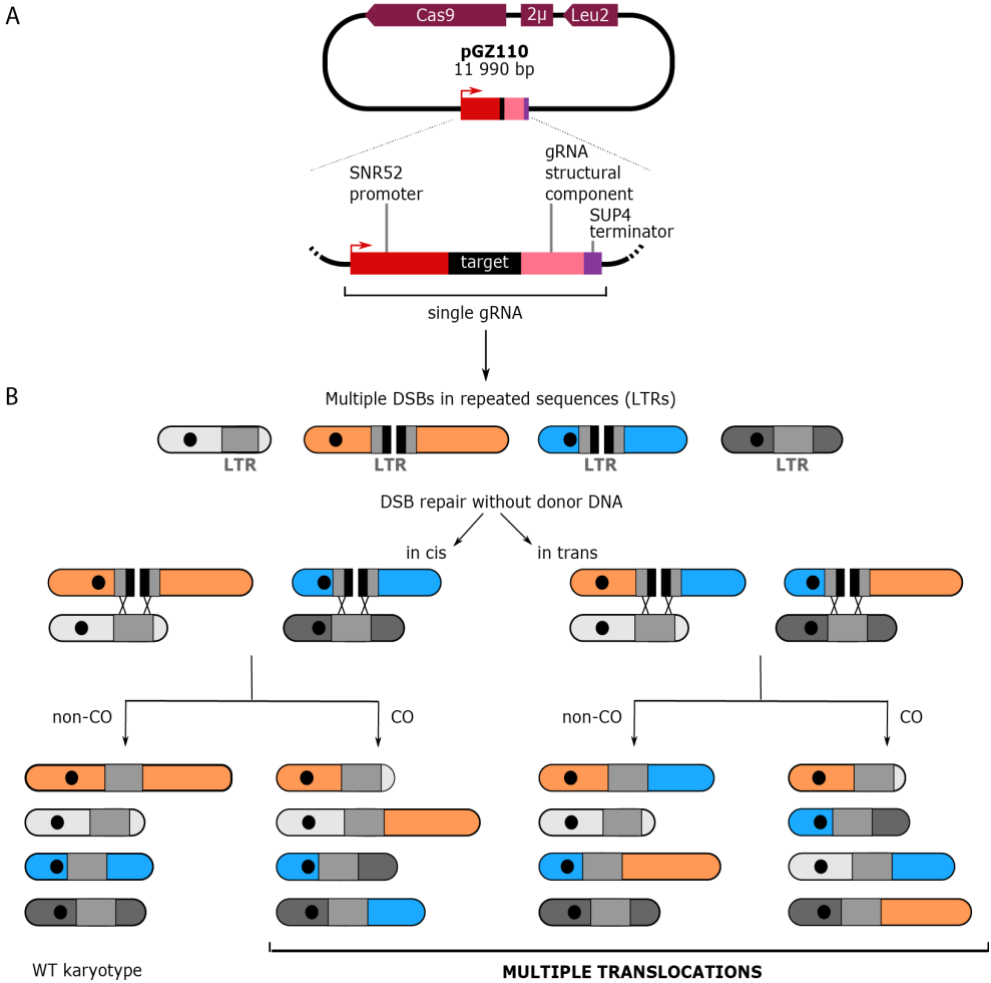 A
Cas9
2μ
Leu2
pGZ110
11 990 bp
SNR52
promoter
gRNA
structural
component
SUP4
terminator
target
single gRNA
B
Multiple DSBs in repeated sequences (LTRs)
LTR
LTR
LTR
LTR
DSB repair without donor DNA
in cis
in trans
non-CO
CO
non-CO
CO
WT karyotype
MULTIPLE TRANSLOCATIONS